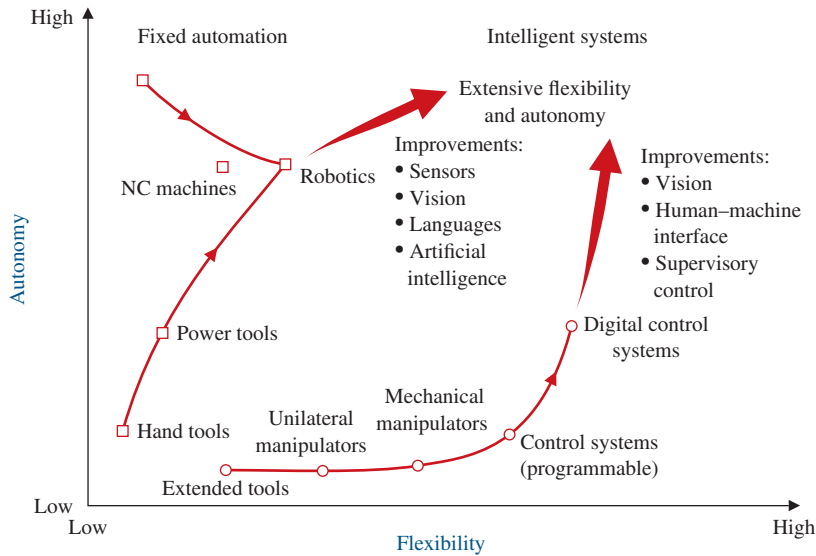 High
Fixed automation
Intelligent systems
Extensive flexibility
and autonomy
Improvements:
• Sensors
• Vision
• Languages
• Artificial
intelligence
Improvements:
• Vision
• Human–machine
interface
• Supervisory
control
NC machines
Robotics
Autonomy
Power tools
Digital control
systems
Hand tools
Unilateral
manipulators
Mechanical
manipulators
Control systems
(programmable)
Extended tools
Low
Low
Flexibility
High